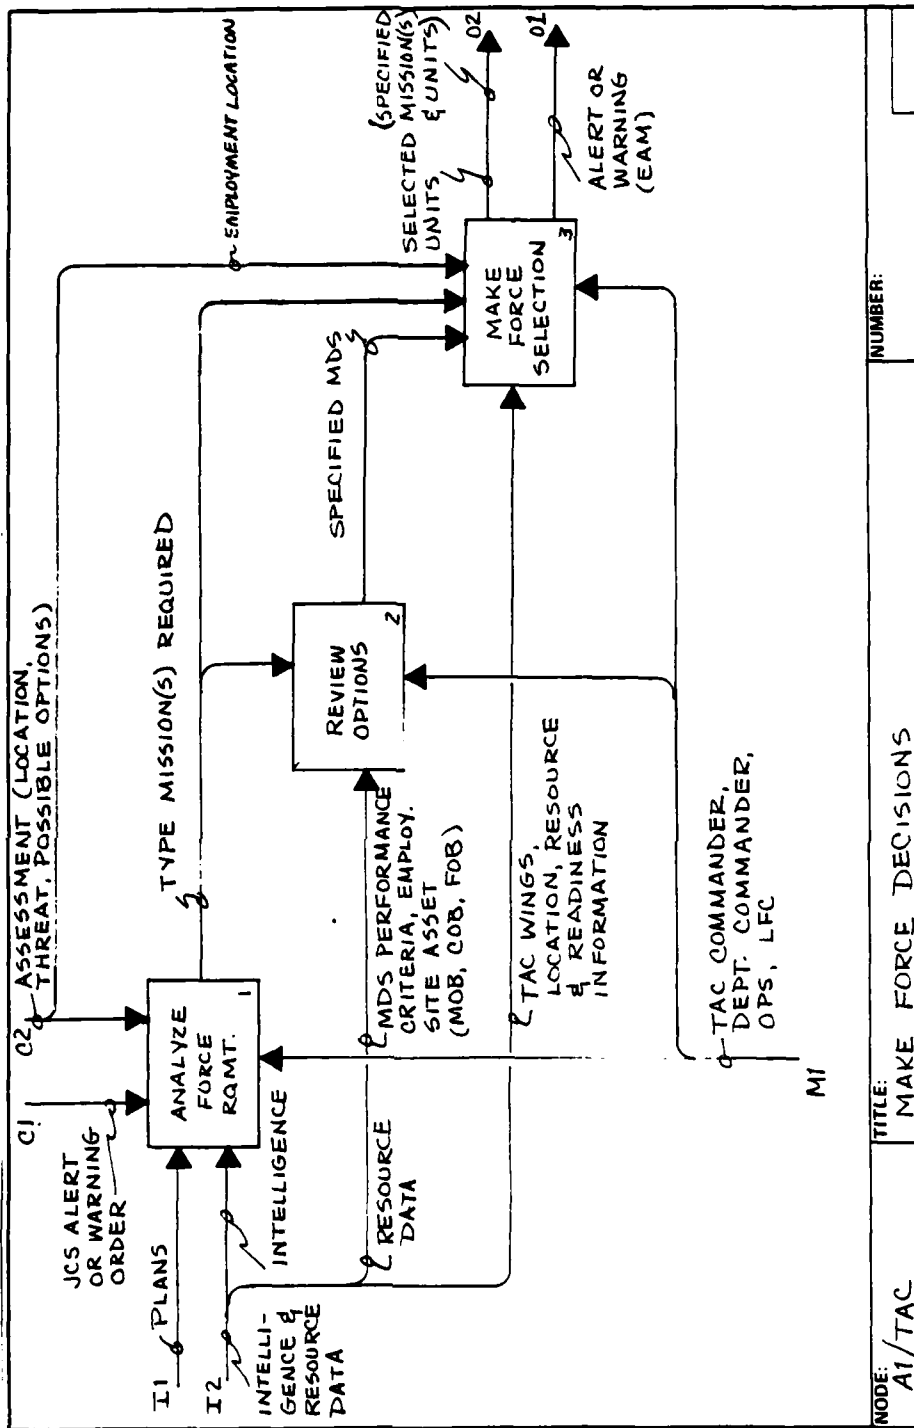 C1
C2
ASSESSMENT (LOCATION,
THREAT, POSSIBLE OPTIONS)
JCS ALERT
OR WARNING
ORDER
EMPLOYMENT LOCATION
I1
PLANS
I2
INTELLI-
GENCE &
RESOURCE
DATA
INTELLIGENCE
ANALYZE
FORCE
RQMT.
1
TYPE MISSION(S) REQUIRED
RESOURCE
DATA
MDS PERFORMANCE
CRITERIA, EMPLOY.
SITE ASSET
(MOB, COB, FOB)
REVIEW
OPTIONS
2
SPECIFIED MDS
TAC WINGS,
LOCATION, RESOURCE
& READINESS
INFORMATION
MAKE
FORCE
SELECTION
3
SELECTED
UNITS
(SPECIFIED
MISSION(S)
& UNITS)
O2
O1
ALERT OR
WARNING
(EAM)
TAC COMMANDER,
DEPT. COMMANDER,
OPS, LFC
M1
NODE:
A1/TAC
TITLE:
MAKE FORCE DECISIONS
NUMBER: